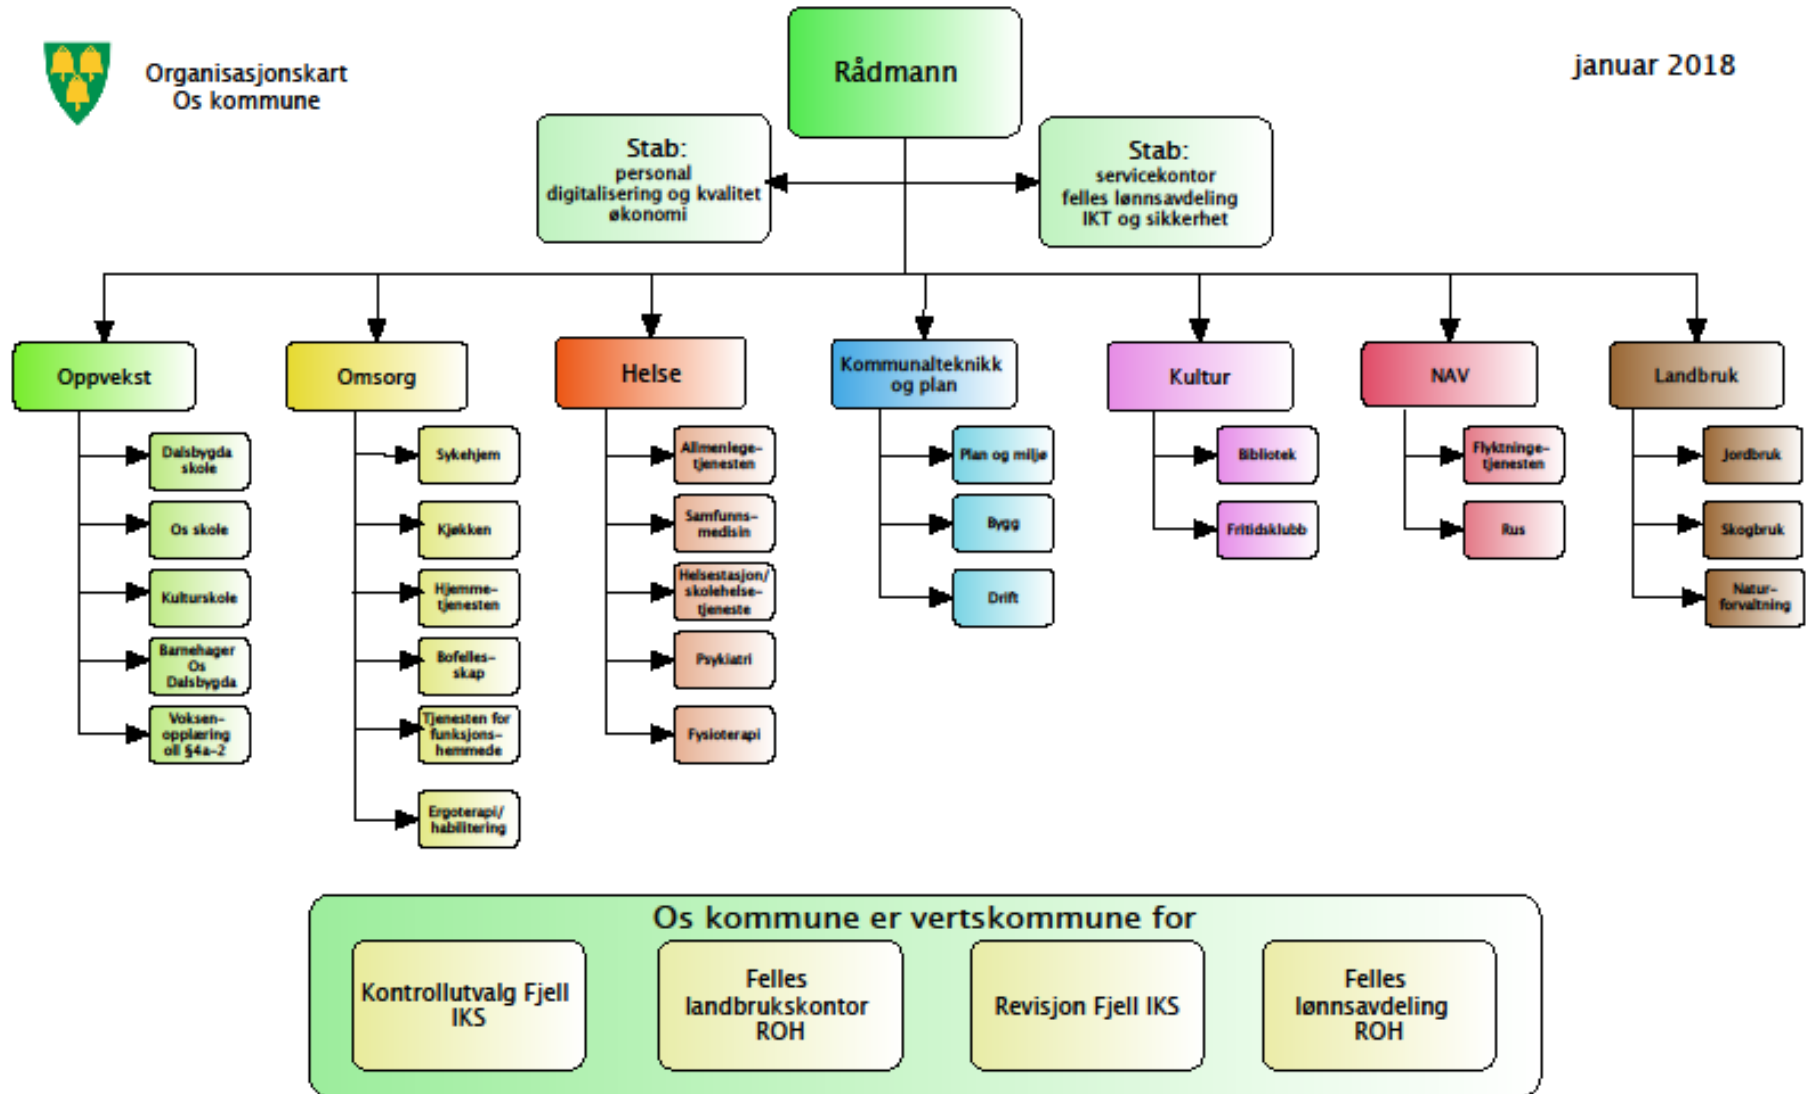 Organisasjonskart
Os kommune
Rådmann
januar 2018
Stab:
personal
digitalisering og kvalitet
økonomi
Stab:
servicekontor
felles lønnsavdeling
IKT og sikkerhet
Oppvekst
Dalsbygda
skole
Os skole
Kulturskole
Barnehager
Os
Dalsbygda
Voksen-
opplæring
oll §4a-2
Omsorg
Sykehjem
Kjøkken
Hjemme-
tjenesten
Bofelles-
skap
Tjenesten for
funksjons-
hemmede
Ergoterapi/
habilitering
Helse
Allmenlege-
tjenesten
Samfunns-
medisin
Helsestasjon/
skolehelse-
tjeneste
Psykiatri
Fysioterapi
Kommunalteknikk
og plan
Plan og miljø
Bygg
Drift
Kultur
Bibliotek
Fritidsklubb
NAV
Flyktninge-
tjenesten
Rus
Landbruk
Jordbruk
Skogbruk
Natur-
forvaltning
Os kommune er vertskommune for
Kontrollutvalg Fjell
IKS
Felles
landbrukskontor
ROH
Revisjon Fjell IKS
Felles
lønnsavdeling
ROH